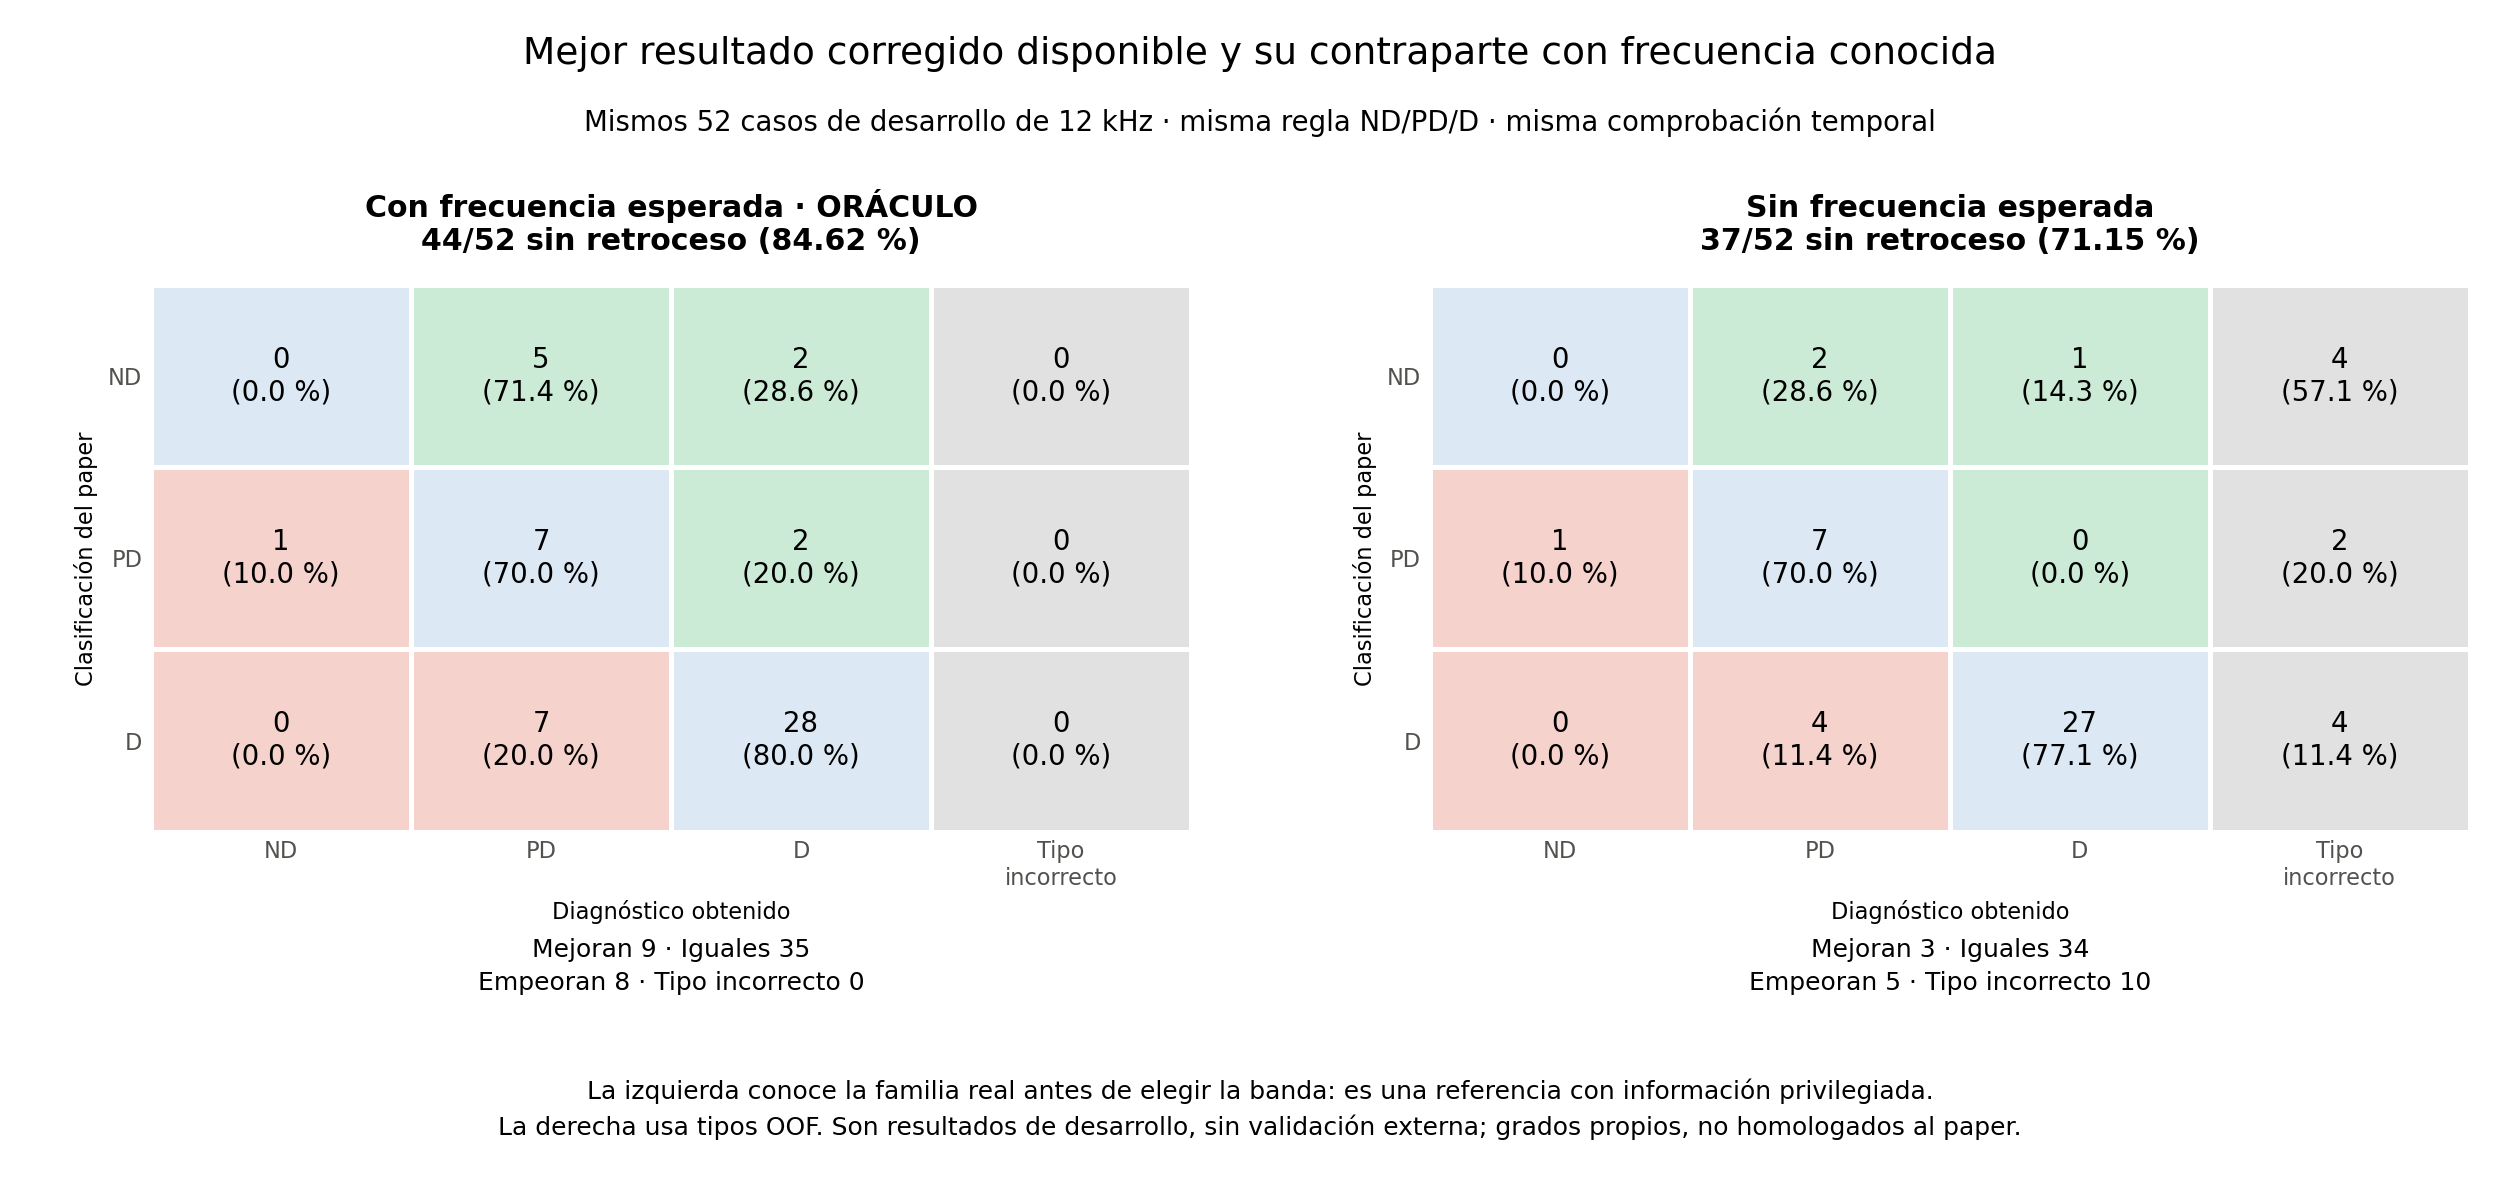 Mejor resultado corregido disponible y su contraparte con frecuencia conocida
Mismos 52 casos de desarrollo de 12 kHz · misma regla ND/PD/D · misma comprobación temporal
Con frecuencia esperada · ORÁCULO
44/52 sin retroceso (84.62 %)
Clasificación del paper
ND
0
(0.0 %)
5
(71.4 %)
2
(28.6 %)
0
(0.0 %)
PD
1
(10.0 %)
7
(70.0 %)
2
(20.0 %)
0
(0.0 %)
D
0
(0.0 %)
7
(20.0 %)
28
(80.0 %)
0
(0.0 %)
ND
PD
D
Tipo
incorrecto
Diagnóstico obtenido
Mejoran 9 · Iguales 35
Empeoran 8 · Tipo incorrecto 0
Sin frecuencia esperada
37/52 sin retroceso (71.15 %)
Clasificación del paper
ND
0
(0.0 %)
2
(28.6 %)
1
(14.3 %)
4
(57.1 %)
PD
1
(10.0 %)
7
(70.0 %)
0
(0.0 %)
2
(20.0 %)
D
0
(0.0 %)
4
(11.4 %)
27
(77.1 %)
4
(11.4 %)
ND
PD
D
Tipo
incorrecto
Diagnóstico obtenido
Mejoran 3 · Iguales 34
Empeoran 5 · Tipo incorrecto 10
La izquierda conoce la familia real antes de elegir la banda: es una referencia con información privilegiada.
La derecha usa tipos OOF. Son resultados de desarrollo, sin validación externa; grados propios, no homologados al paper.